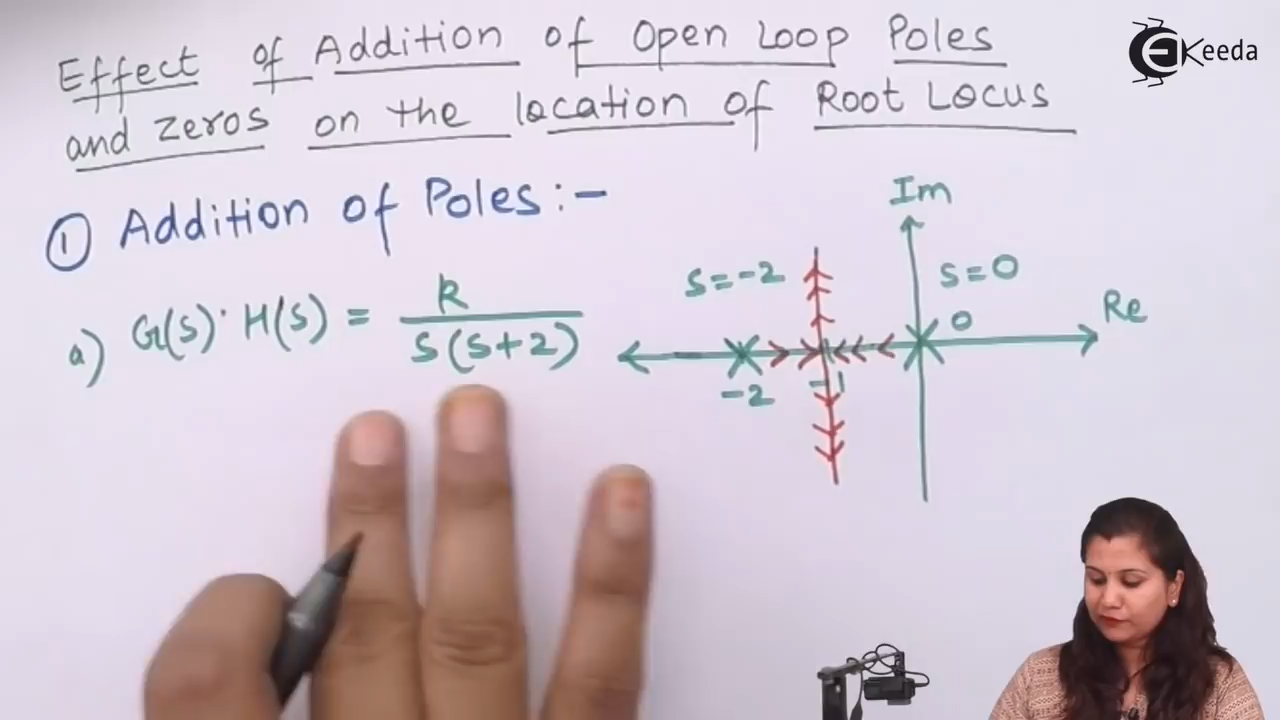 Effect of Addition of Open Loop Poles
and zeros on the location of Root Locus
① Addition of Poles :-
a) G(s)· H(s) = k / s(s+2)
Im
s=-2
s=0
0
Re
-2
-1
EKeeda